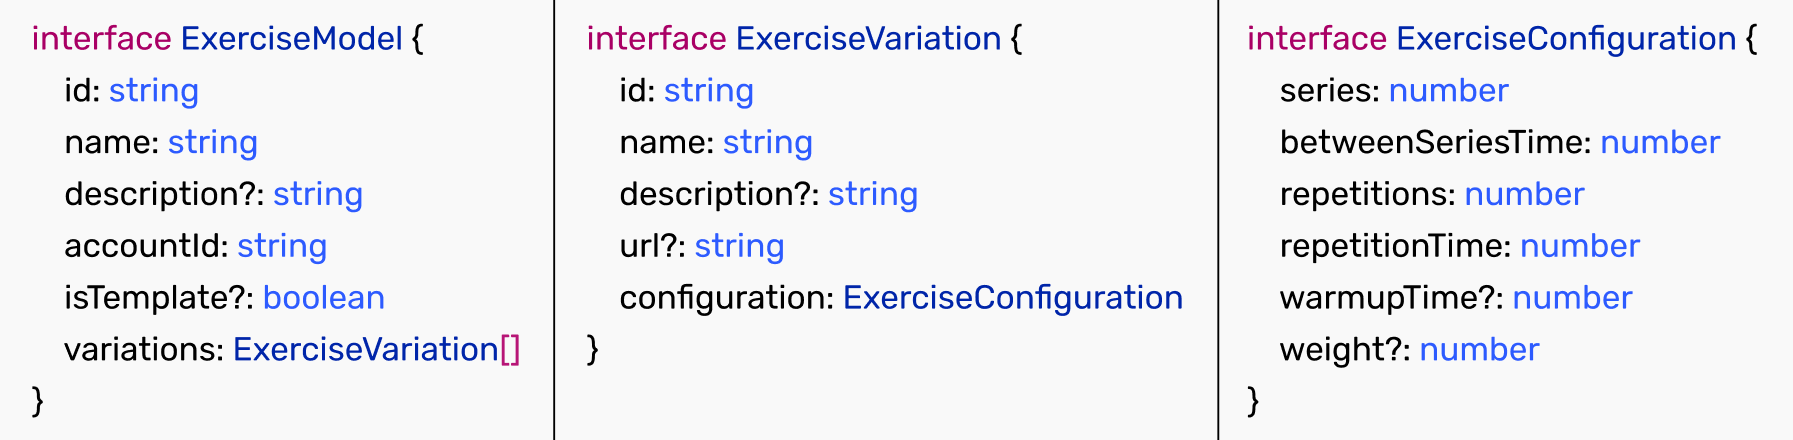 interface ExerciseModel {
id: string
name: string
description?: string
accountId: string
isTemplate?: boolean
variations: ExerciseVariation[]
}
interface ExerciseVariation {
id: string
name: string
description?: string
url?: string
configuration: ExerciseConfiguration
}
interface ExerciseConfiguration {
series: number
betweenSeriesTime: number
repetitions: number
repetitionTime: number
warmupTime?: number
weight?: number
}